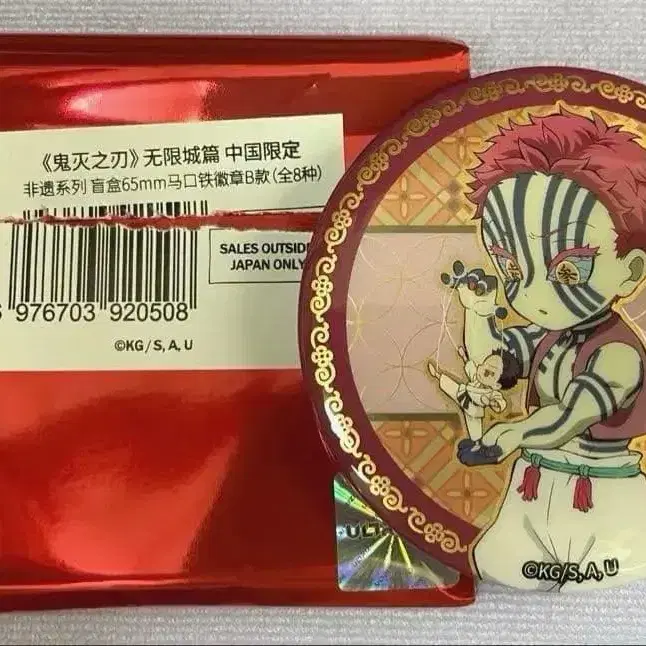 《鬼灭之刃》无限城篇 中国限定
非遗系列 盲盒65mm马口铁徽章B款(全8种)
SALES OUTSIDE
JAPAN ONLY
976703 920508
©KG/S, A, U
©KG/S, A, U